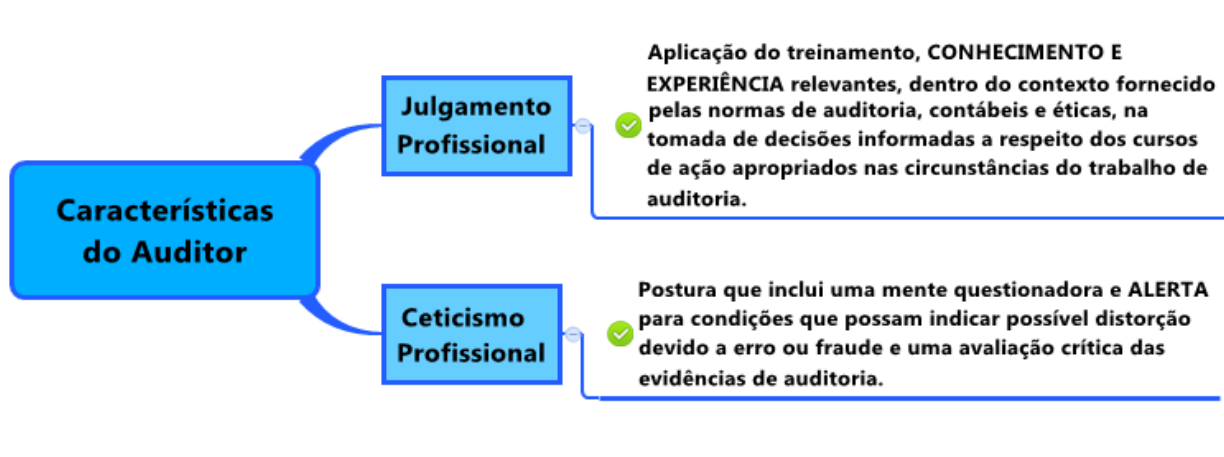 Características
do Auditor
Julgamento
Profissional
Aplicação do treinamento, CONHECIMENTO E
EXPERIÊNCIA relevantes, dentro do contexto fornecido
pelas normas de auditoria, contábeis e éticas, na
tomada de decisões informadas a respeito dos cursos
de ação apropriados nas circunstâncias do trabalho de
auditoria.
Ceticismo
Profissional
Postura que inclui uma mente questionadora e ALERTA
para condições que possam indicar possível distorção
devido a erro ou fraude e uma avaliação crítica das
evidências de auditoria.